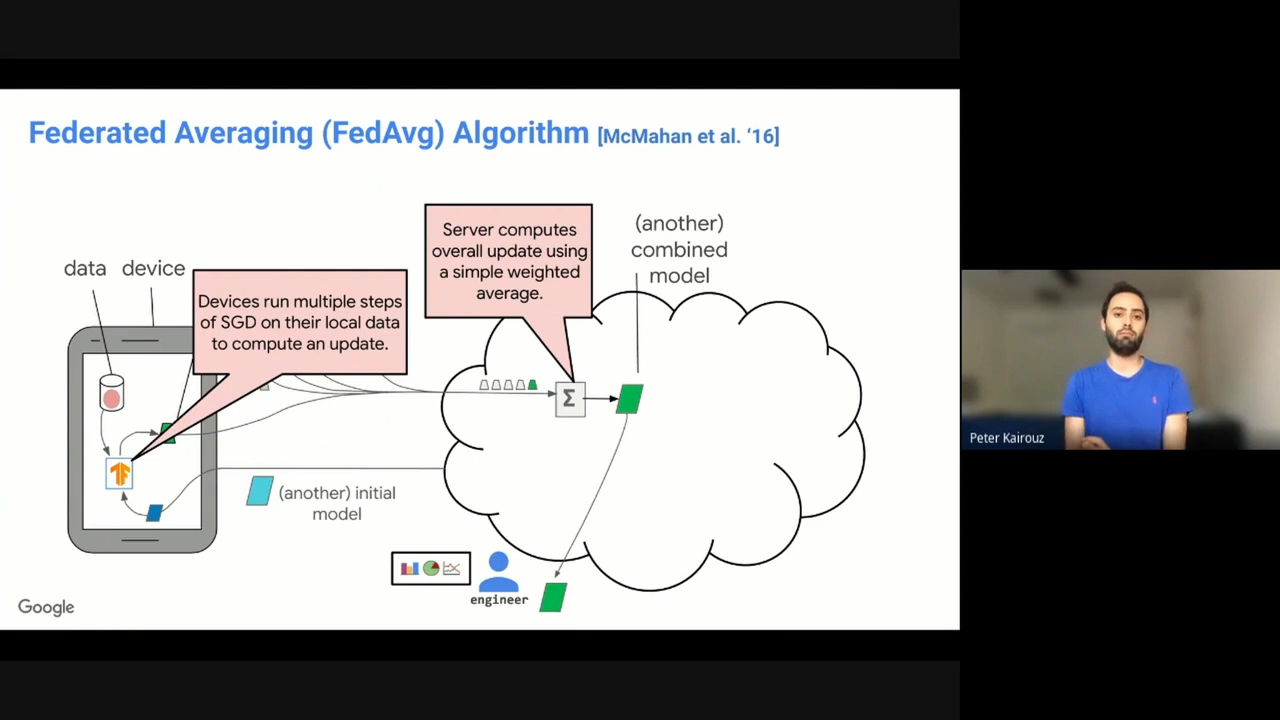 Federated Averaging (FedAvg) Algorithm [McMahan et al. ‘16]
data device
Devices run multiple steps
of SGD on their local data
to compute an update.
Server computes
overall update using
a simple weighted
average.
(another)
combined
model
Σ
(another) initial
model
engineer
Google
Peter Kairouz